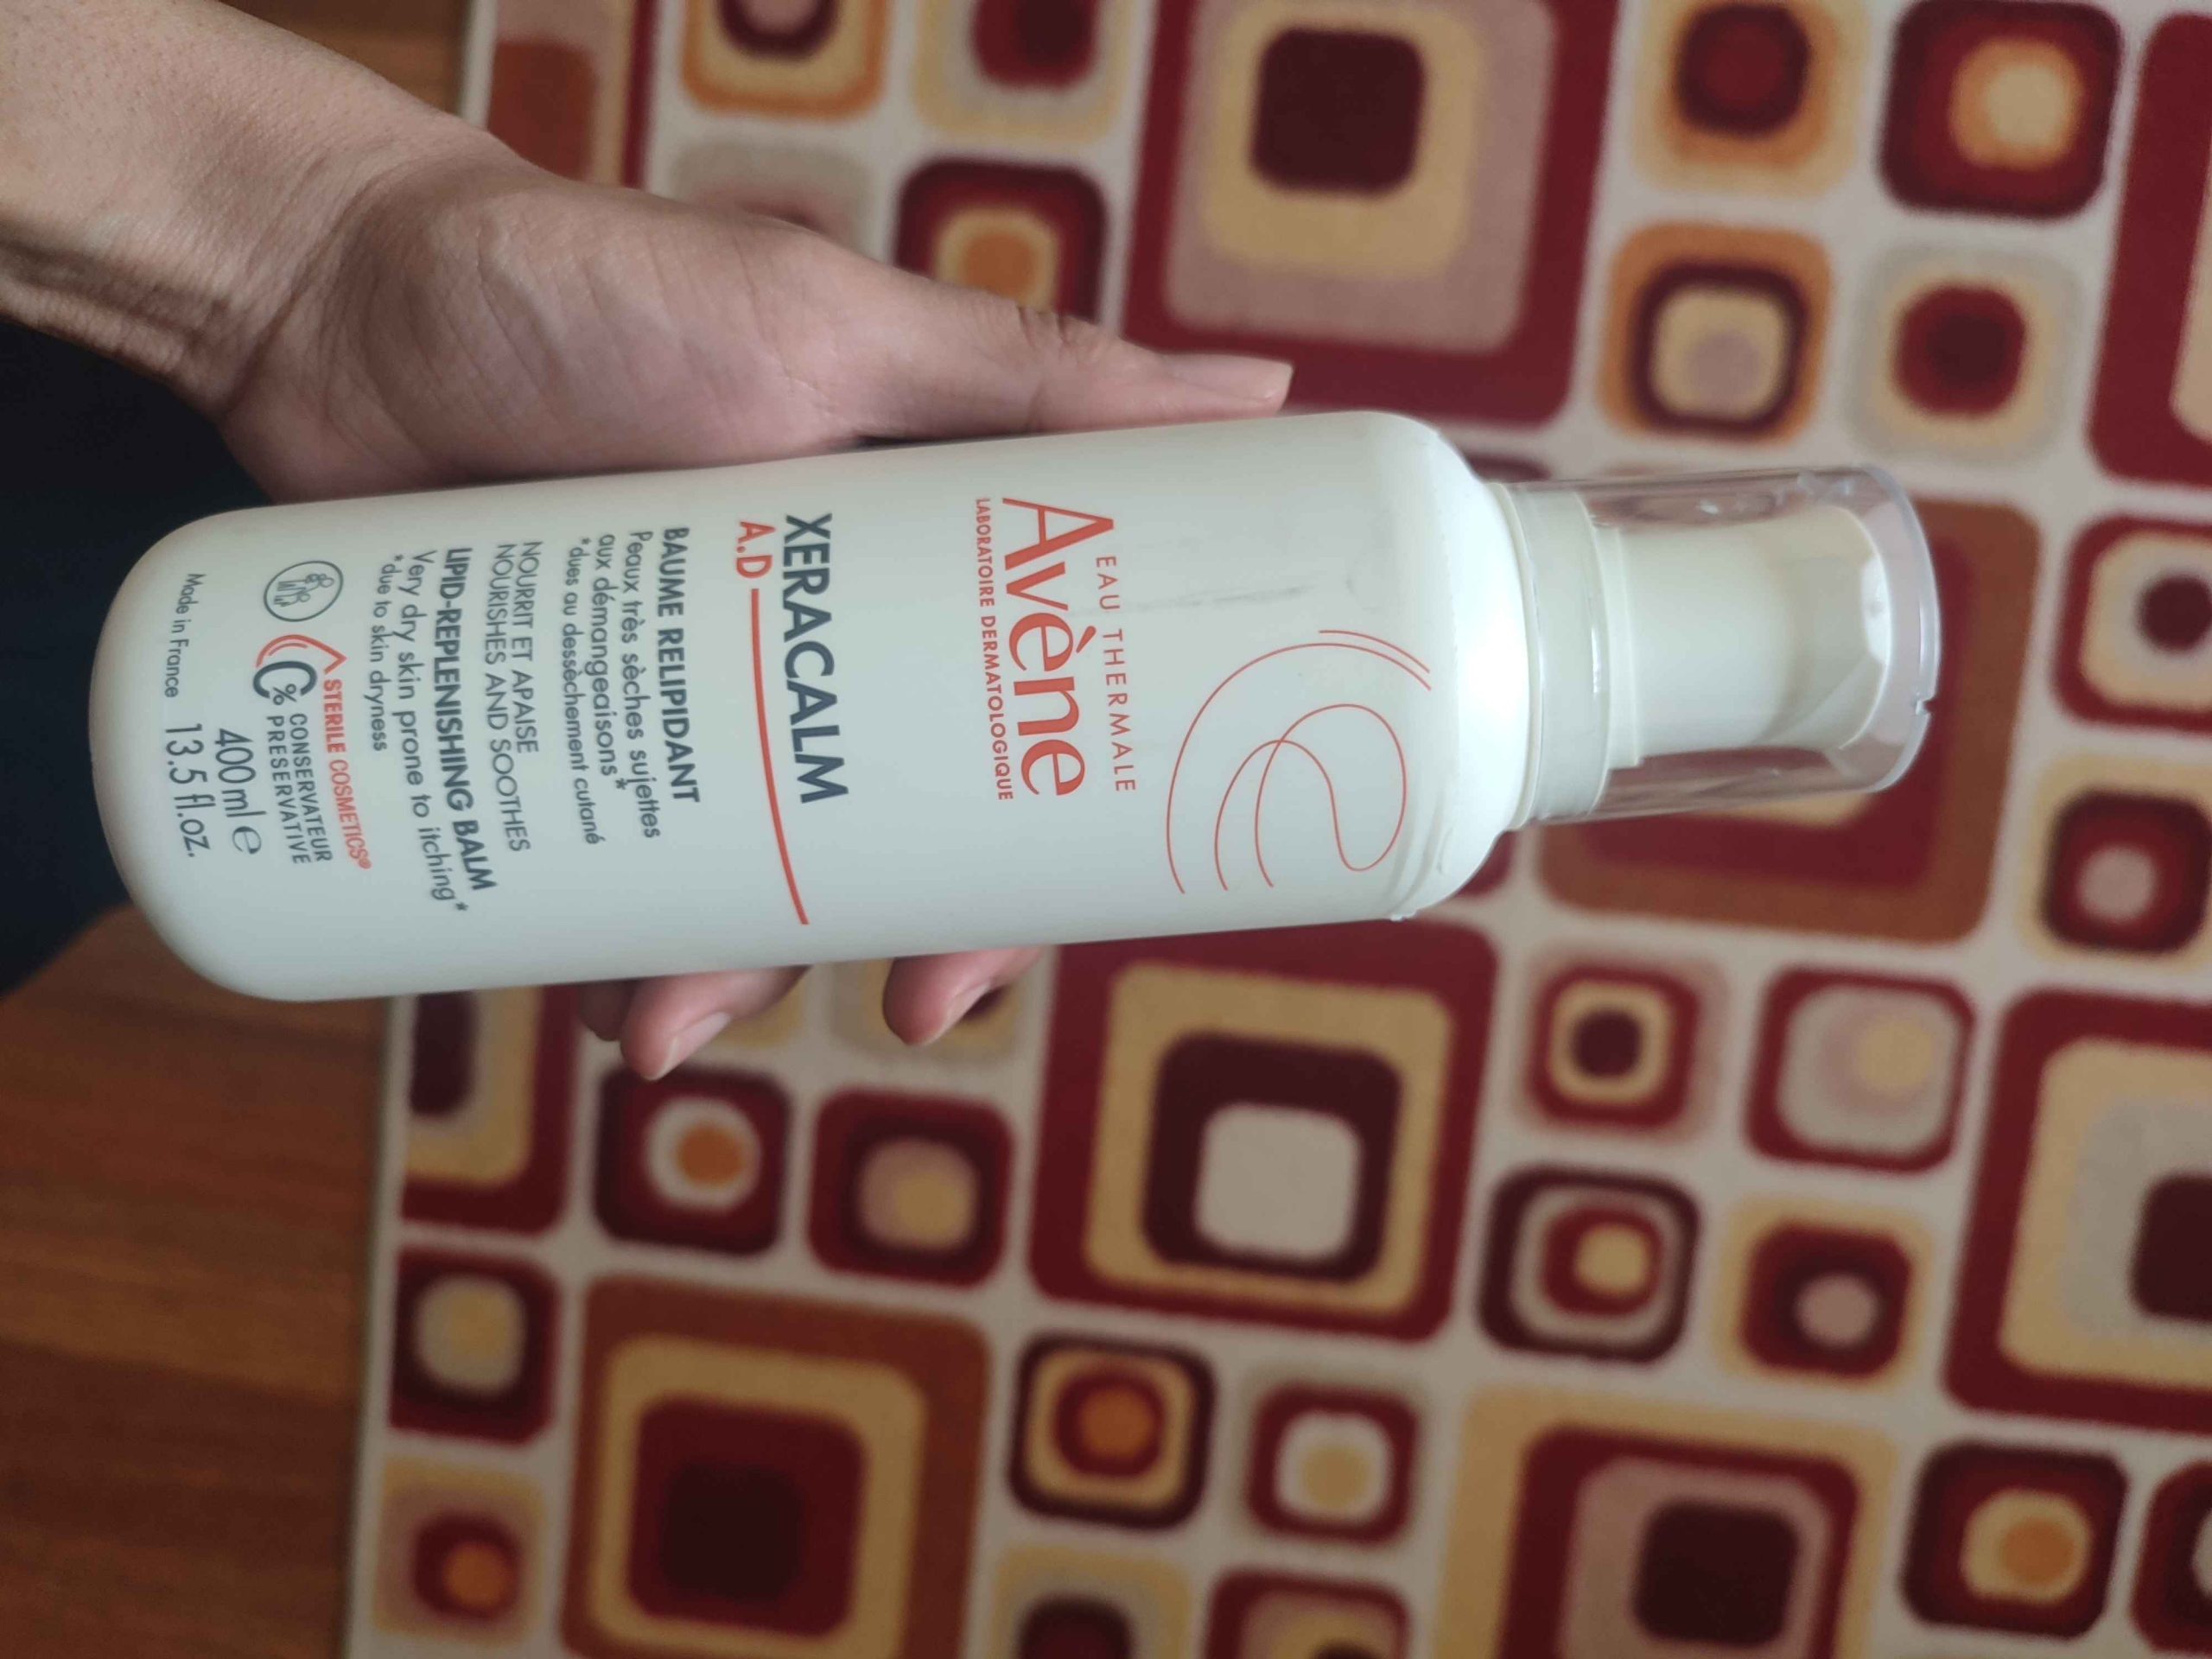 EAU THERMALE
Avène
LABORATOIRE DERMATOLOGIQUE
XERACALM
A.D
BAUME RELIPIDANT
Peaux très sèches sujettes
aux démangeaisons*
*dues au dessèchement cutané
NOURRIT ET APAISE
NOURISHES AND SOOTHES
LIPID-REPLENISHING BALM
Very dry skin prone to itching*
*due to skin dryness
STERILE COSMETICS®
0% CONSERVATEUR
PRESERVATIVE
400 ml e
Made in France 13.5 fl.oz.